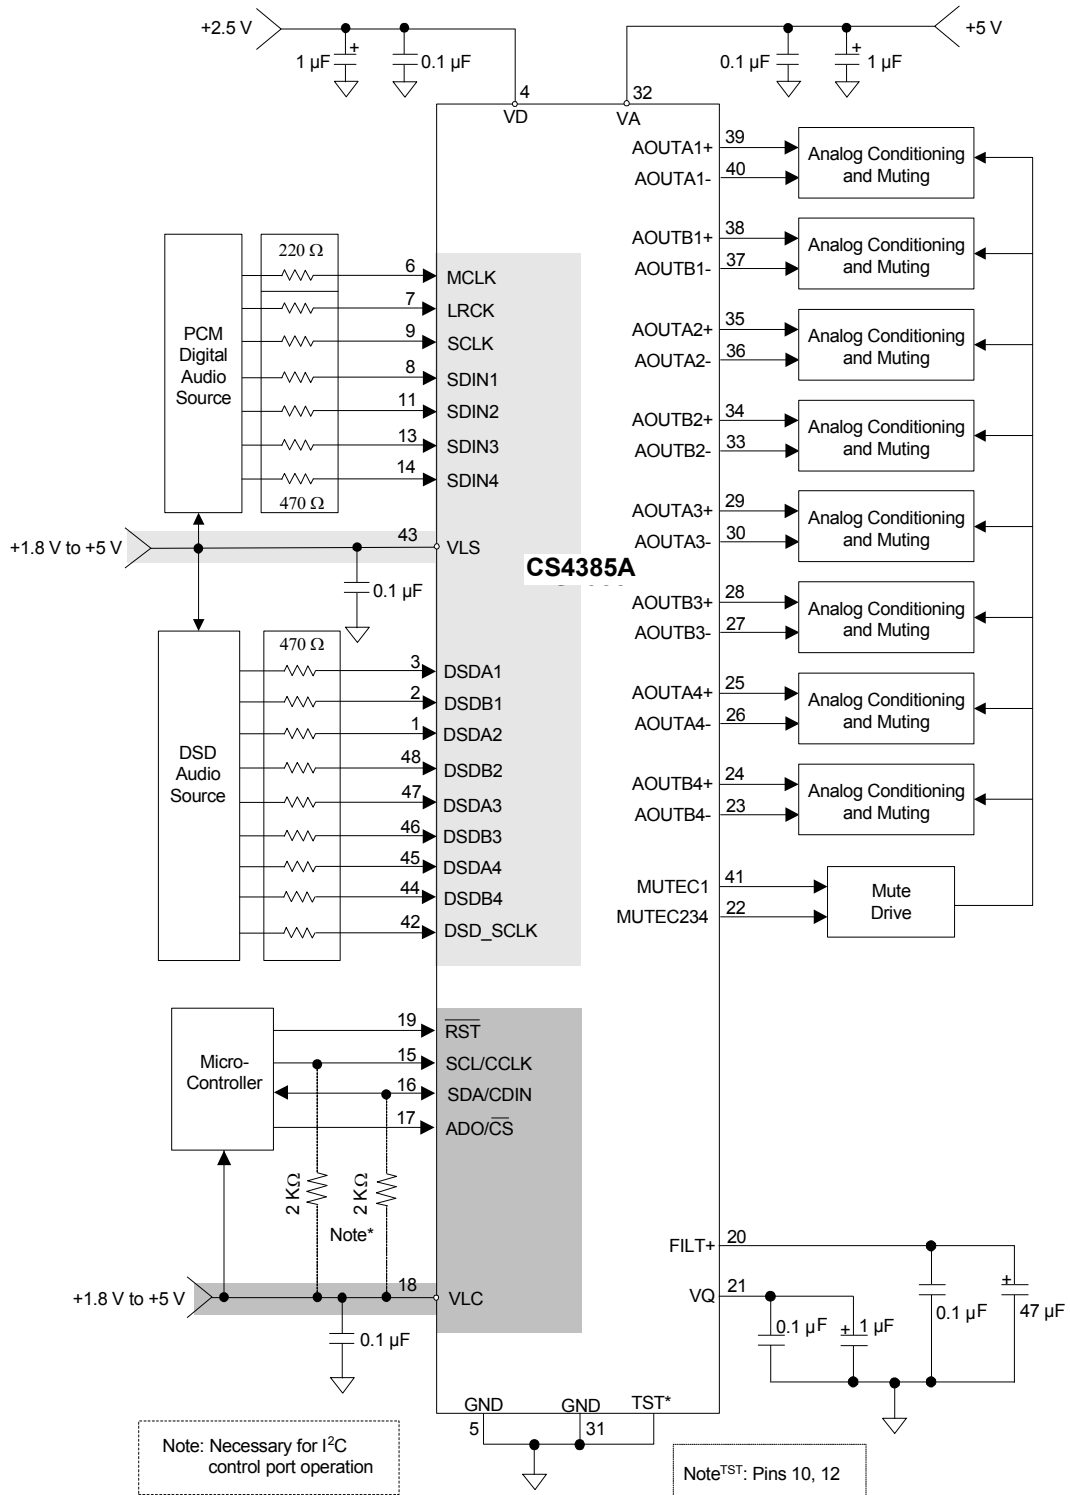 +2.5 V
1 µF
+
0.1 µF
0.1 µF
+
1 µF
+5 V
4
32
VD
VA
AOUTA1+
39
AOUTA1-
40
Analog Conditioning
and Muting
AOUTB1+
38
AOUTB1-
37
Analog Conditioning
and Muting
AOUTA2+
35
AOUTA2-
36
Analog Conditioning
and Muting
AOUTB2+
34
AOUTB2-
33
Analog Conditioning
and Muting
AOUTA3+
29
AOUTA3-
30
Analog Conditioning
and Muting
AOUTB3+
28
AOUTB3-
27
Analog Conditioning
and Muting
AOUTA4+
25
AOUTA4-
26
Analog Conditioning
and Muting
AOUTB4+
24
AOUTB4-
23
Analog Conditioning
and Muting
MUTEC1
41
MUTEC234
22
Mute
Drive
PCM
Digital
Audio
Source
220 Ω
6
MCLK
7
LRCK
9
SCLK
8
SDIN1
11
SDIN2
13
SDIN3
14
SDIN4
470 Ω
+1.8 V to +5 V
43
VLS
0.1 µF
CS4385A
DSD
Audio
Source
470 Ω
3
DSDA1
2
DSDB1
1
DSDA2
48
DSDB2
47
DSDA3
46
DSDB3
45
DSDA4
44
DSDB4
42
DSD_SCLK
Micro-
Controller
19
RST
15
SCL/CCLK
16
SDA/CDIN
17
ADO/CS
2 KΩ
2 KΩ
Note*
+1.8 V to +5 V
18
VLC
0.1 µF
FILT+
20
VQ
21
0.1 µF
+
1 µF
0.1 µF
+
47 µF
GND
5
GND
31
TST*
Note: Necessary for I²C
control port operation
Note^TST: Pins 10, 12